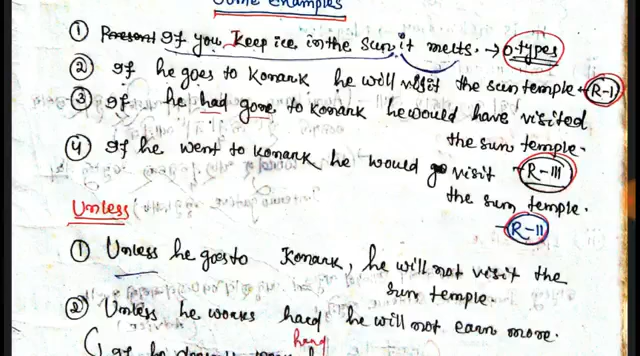 Some examples
① Present If you keep ice in the sun it melts. → 0 types
② If he goes to Konark he will visit the sun temple → R-I
③ If he had gone to Konark he would have visited
the sun temple.
→ R-III
④ If he went to Konark he would go visit
the sun temple.
→ R-II
Unless
① Unless he goes to Konark, he will not visit the
sun temple.
② Unless he works hard he will not earn more.
hard